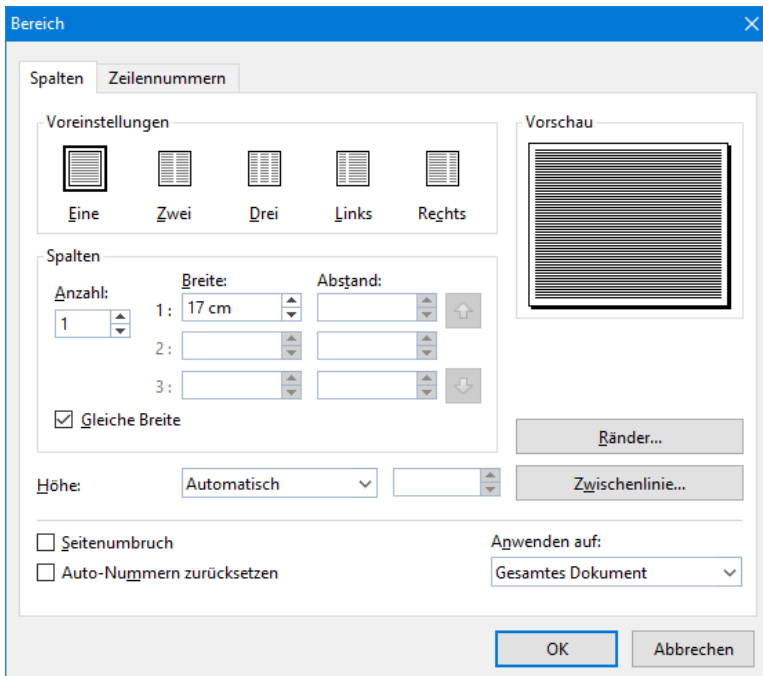 Bereich
Spalten Zeilennummern
Voreinstellungen
Eine Zwei Drei Links Rechts
Vorschau
Spalten
Anzahl: Breite: Abstand:
1 1: 17 cm
2:
3:
Gleiche Breite
Ränder...
Höhe: Automatisch Zwischenlinie...
Seitenumbruch Anwenden auf:
Auto-Nummern zurücksetzen Gesamtes Dokument
OK Abbrechen